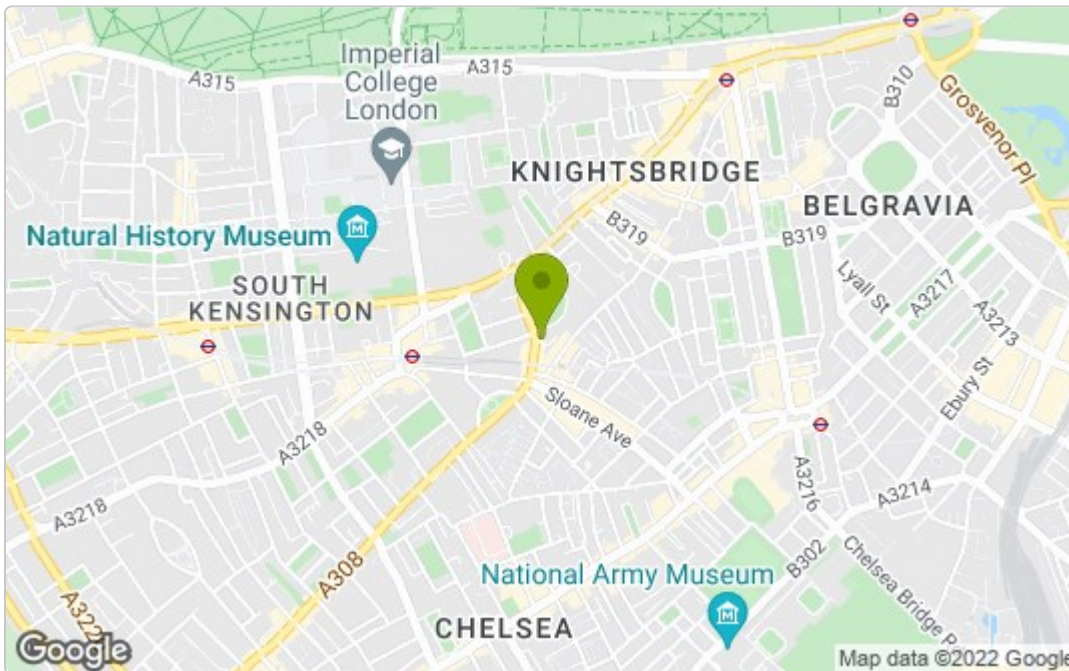 A315
Imperial
College
London
A315
B310
Grosvenor Pl
KNIGHTSBRIDGE
BELGRAVIA
Natural History Museum
B319
B319
SOUTH
KENSINGTON
Lyall St
A3217
A3213
Ebury St
Sloane Ave
A3218
A3218
A3216
A3214
A308
National Army Museum
B302
Chelsea Bridge
CHELSEA
Google
Map data ©2022 Google